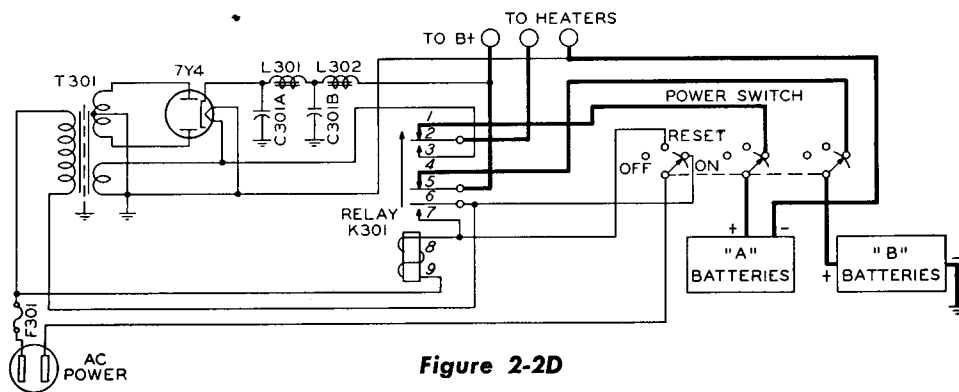 TO HEATERS
TO B+
T301
7Y4
L301
L302
C301A
C301B
1
2
3
4
5
6
7
8
9
RELAY
K301
POWER SWITCH
RESET
OFF
ON
+
-
"A"
BATTERIES
+
-
"B"
BATTERIES
F301
AC
POWER
Figure 2-2D